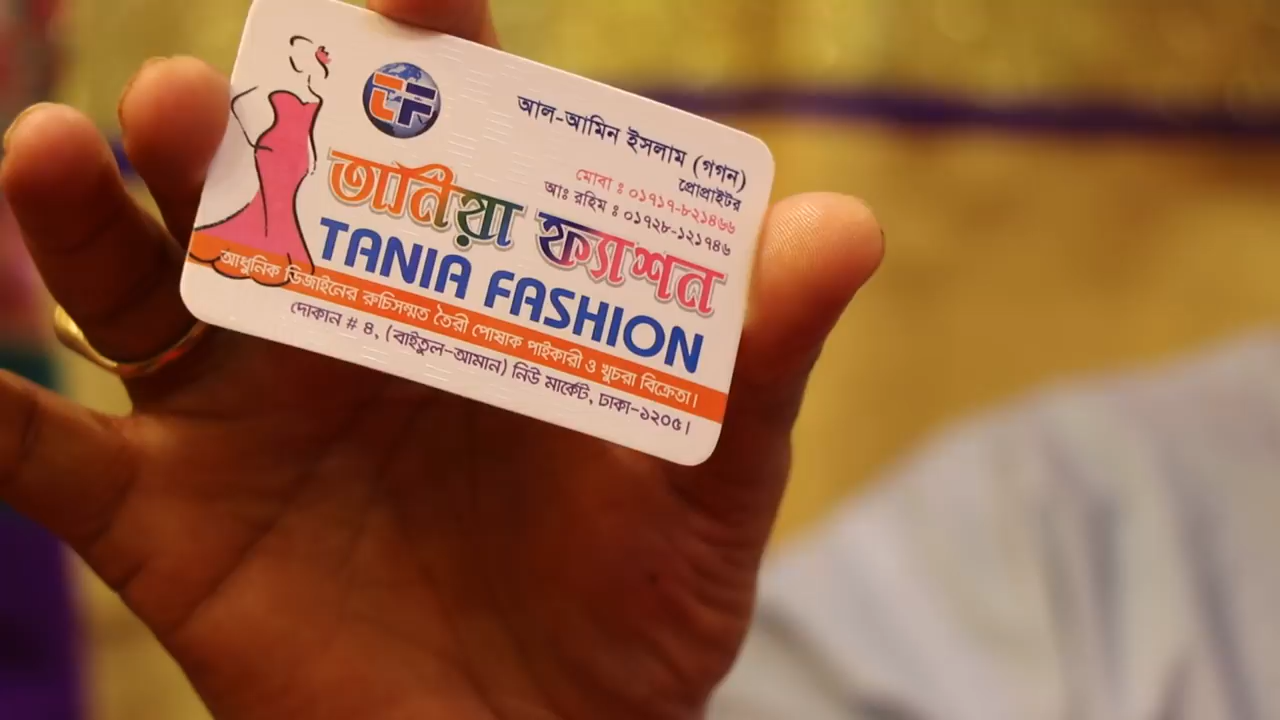 TF
আল-আমিন ইসলাম (গগন)
প্রোপ্রাইটর
মোবা : ০১৭১৭-৮২১৪৬৬
আঃ রহিম : ০১৭২৮-১২১৭৪৬
তানিয়া ফ্যাশন
TANIA FASHION
আধুনিক ডিজাইনের রুচিসম্মত তৈরী পোষাক পাইকারী ও খুচরা বিক্রেতা।
দোকান # ৪, (বাইতুল-আমান) নিউ মার্কেট, ঢাকা-১২০৫।